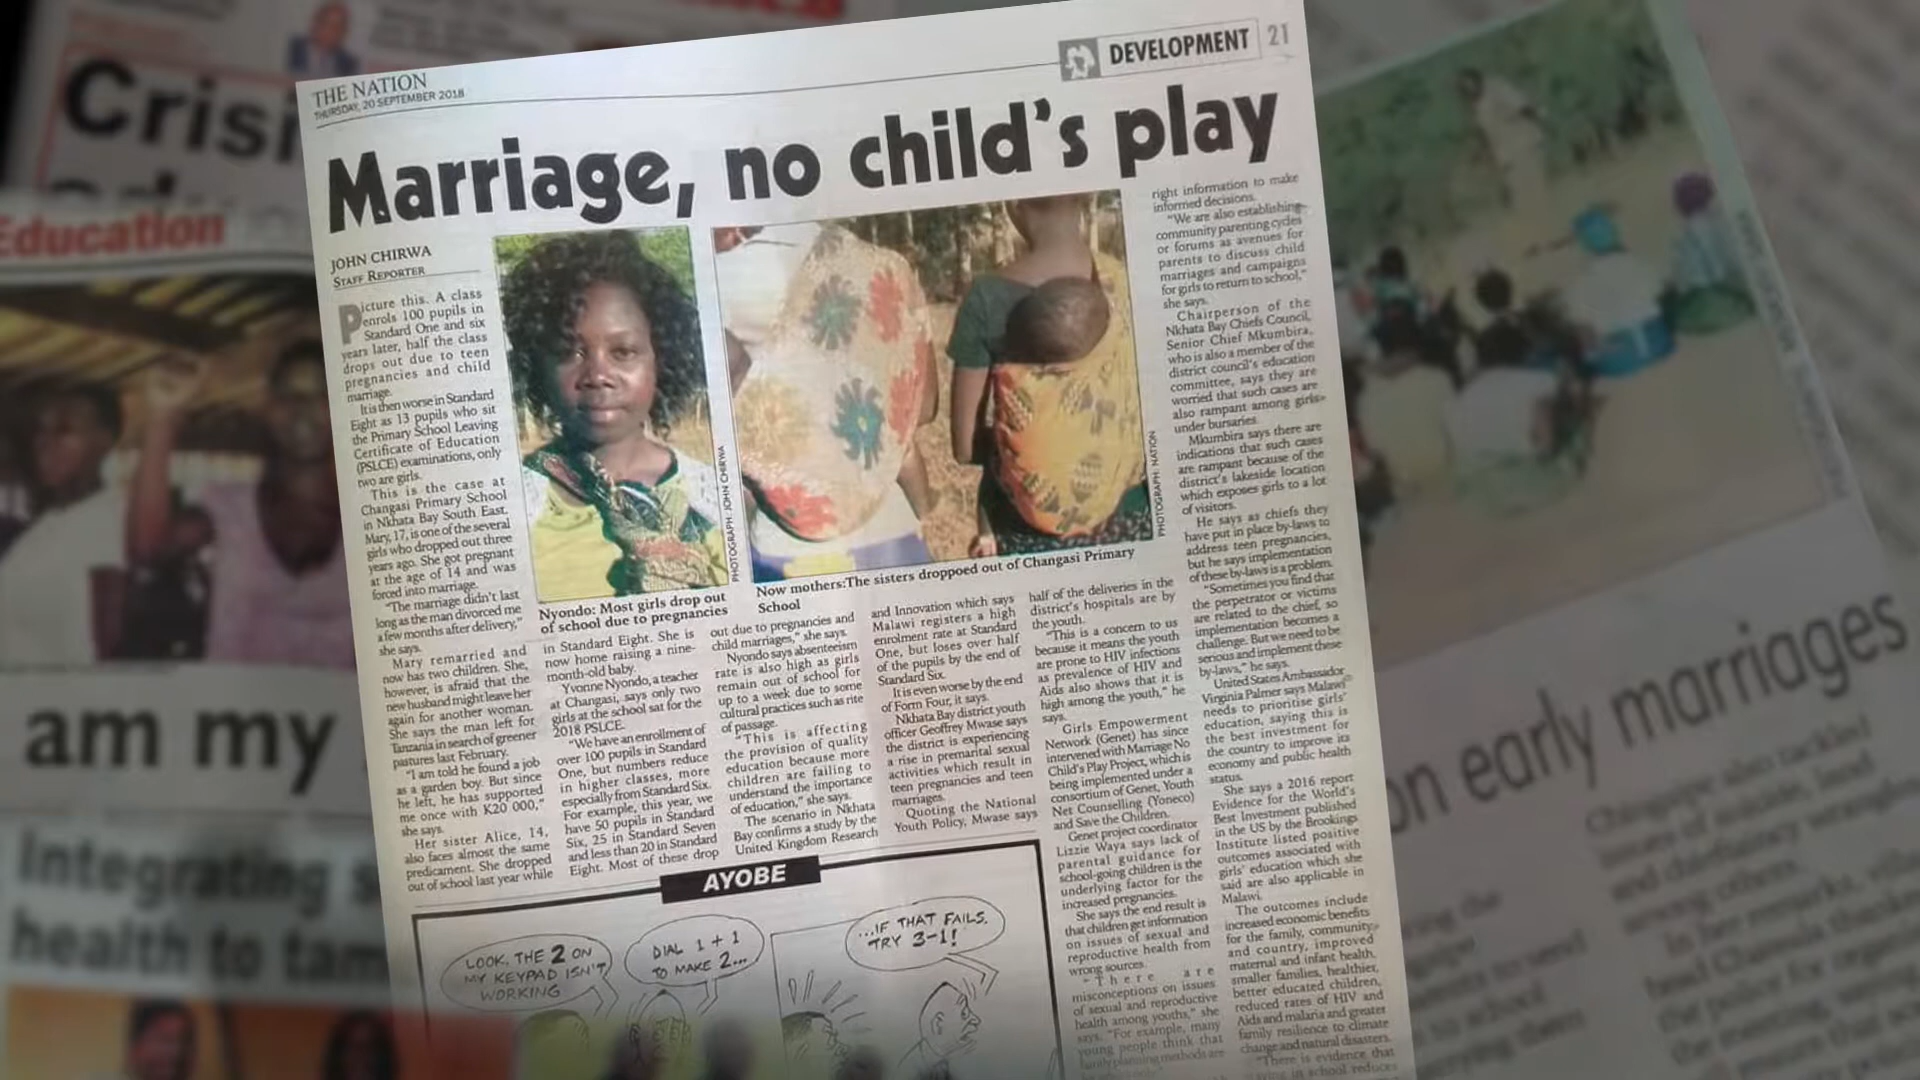 THE NATION
THURSDAY, 20 SEPTEMBER 2018
DEVELOPMENT 21
Marriage, no child's play
JOHN CHIRWA
STAFF REPORTER
Picture this. A class
enrols 100 pupils in
Standard One and six
years later, half the class
drops out due to teen
pregnancies and child
marriage.
It is then worse in Standard
Eight as 13 pupils who sit
the Primary School Leaving
Certificate of Education
(PSLCE) examinations, only
two are girls.
This is the case at
Changasi Primary School
in Nkhata Bay South East.
Mary, 17, is one of the several
girls who dropped out three
years ago. She got pregnant
at the age of 14 and was
forced into marriage.
"The marriage didn't last
long as the man divorced me
a few months after delivery,"
she says.
Mary remarried and
now has two children. She,
however, is afraid that the
new husband might leave her
again for another woman.
She says the man left for
Tanzania in search of greener
pastures last February.
"I am told he found a job
as a garden boy. But since
he left, he has supported
me once with K20 000,"
she says.
Her sister Alice, 14,
also faces almost the same
predicament. She dropped
out of school last year while
PHOTOGRAPH: JOHN CHIRWA
Nyondo: Most girls drop out
of school due to pregnancies
PHOTOGRAPH: NATION
Now mothers:The sisters droppoed out of Changasi Primary
School
in Standard Eight. She is
now home raising a nine-
month-old baby.
Yvonne Nyondo, a teacher
at Changasi, says only two
girls at the school sat for the
2018 PSLCE.
"We have an enrollment of
over 100 pupils in Standard
One, but numbers reduce
in higher classes, more
especially from Standard Six.
For example, this year, we
have 50 pupils in Standard
Six, 25 in Standard Seven
and less than 20 in Standard
Eight. Most of these drop
out due to pregnancies and
child marriages," she says.
Nyondo says absenteeism
rate is also high as girls
remain out of school for
up to a week due to some
cultural practices such as rite
of passage.
"This is affecting
the provision of quality
education because more
children are failing to
understand the importance
of education," she says.
The scenario in Nkhata
Bay confirms a study by the
United Kingdom Research
and Innovation which says
Malawi registers a high
enrolment rate at Standard
One, but loses over half
of the pupils by the end of
Standard Six.
It is even worse by the end
of Form Four, it says.
Nkhata Bay district youth
officer Geoffrey Mwase says
the district is experiencing
a rise in premarital sexual
activities which result in
teen pregnancies and teen
marriages.
Quoting the National
Youth Policy, Mwase says
half of the deliveries in the
district's hospitals are by
the youth.
"This is a concern to us
because it means the youth
are prone to HIV infections
as prevalence of HIV and
Aids also shows that it is
high among the youth," he
says.
Girls Empowerment
Network (Genet) has since
intervened with Marriage No
Child's Play Project, which is
being implemented under a
consortium of Genet, Youth
Net Counselling (Yoneco)
and Save the Children.
Genet project coordinator
Lizzie Waya says lack of
parental guidance for
school-going children is the
underlying factor for the
increased pregnancies.
She says the end result is
that children get information
on issues of sexual and
reproductive health from
wrong sources.
"There are
misconceptions on issues
of sexual and reproductive
health among youths," she
says. "For example, many
young people think that
family planning methods are
right information to make
informed decisions.
"We are also establishing
community parenting cycles
or forums as avenues for
parents to discuss child
marriages and campaigns
for girls to return to school,"
she says.
Chairperson of the
Nkhata Bay Chiefs Council,
Senior Chief Mkumbira,
who is also a member of the
district council's education
committee, says they are
worried that such cases are
also rampant among girls
under bursaries.
Mkumbira says there are
indications that such cases
are rampant because of the
district's lakeside location
which exposes girls to a lot
of visitors.
He says as chiefs they
have put in place by-laws to
address teen pregnancies,
but he says implementation
of these by-laws is a problem.
"Sometimes you find that
the perpetrator or victims
are related to the chief, so
implementation becomes a
challenge. But we need to be
serious and implement these
by-laws," he says.
United States Ambassador
Virginia Palmer says Malawi
needs to prioritise girls'
education, saying this is
the best investment for
the country to improve its
economy and public health
status.
She says a 2016 report
Evidence for the World's
Best Investment published
in the US by the Brookings
Institute listed positive
outcomes associated with
girls' education which she
said are also applicable in
Malawi.
The outcomes include
increased economic benefits
for the family, community
and country, improved
maternal and infant health,
smaller families, healthier,
better educated children,
reduced rates of HIV and
Aids and malaria and greater
family resilience to climate
change and natural disasters.
"There is evidence that
in school reduces
AYOBE
LOOK, THE 2 ON
MY KEYPAD ISN'T
WORKING
DIAL 1+1
TO MAKE 2...
...IF THAT FAILS,
TRY 3-1!
Crisi
Education
am my
Integrating
health to tam
on early marriages